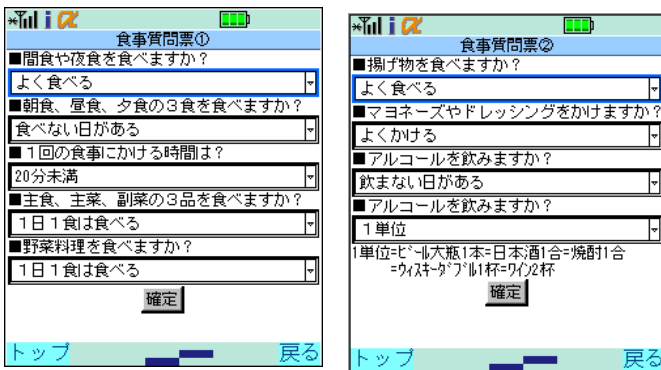 食事質問票①
■間食や夜食を食べますか？
よく食べる
■朝食、昼食、夕食の３食を食べますか？
食べない日がある
■１回の食事にかける時間は？
20分未満
■主食、主菜、副菜の３品を食べますか？
１日１食は食べる
■野菜料理を食べますか？
１日１食は食べる
確定
トップ 戻る
食事質問票②
■揚げ物を食べますか？
よく食べる
■マヨネーズやドレッシングをかけますか？
よくかける
■アルコールを飲みますか？
飲まない日がある
■アルコールを飲みますか？
１単位
1単位=ﾋﾞｰﾙ大瓶1本=日本酒1合=焼酎1合
=ｳｨｽｷｰﾀﾞﾌﾞﾙ1杯=ﾜｲﾝ2杯
確定
トップ 戻る